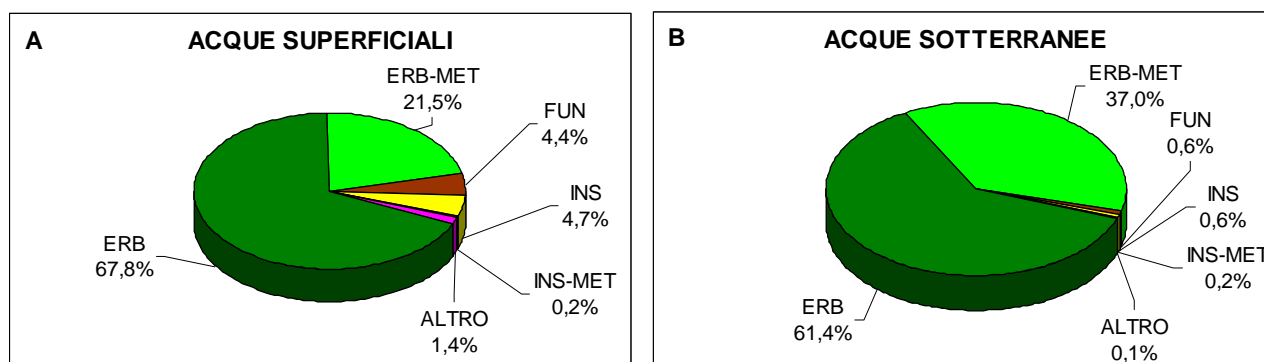 A
ACQUE SUPERFICIALI
ERB-MET
21,5%
FUN
4,4%
INS
4,7%
INS-MET
0,2%
ALTRO
1,4%
ERB
67,8%
B
ACQUE SOTTERRANEE
ERB-MET
37,0%
FUN
0,6%
INS
0,6%
INS-MET
0,2%
ALTRO
0,1%
ERB
61,4%